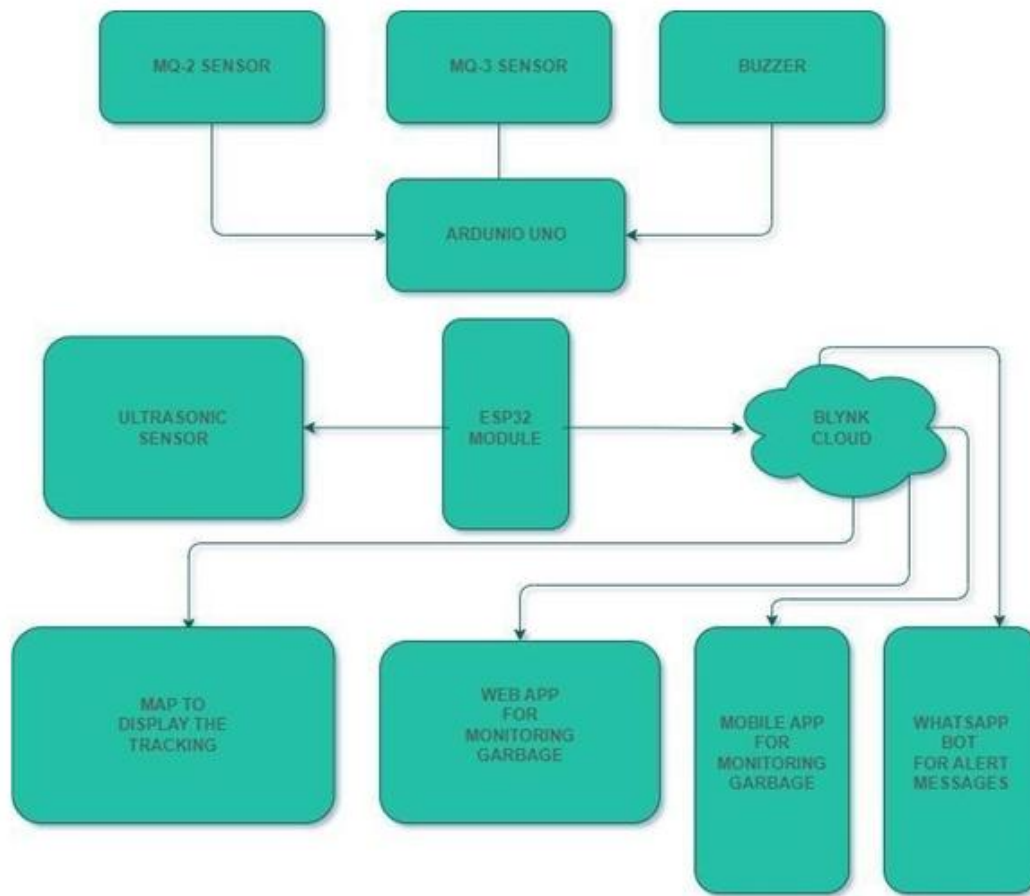 MQ-2 SENSOR
MQ-3 SENSOR
BUZZER
ARDUNIO UNO
ULTRASONIC
SENSOR
ESP32
MODULE
BLYNK
CLOUD
MAP TO
DISPLAY THE
TRACKING
WEB APP
FOR
MONITORING
GARBAGE
MOBILE APP
FOR
MONITORING
GARBAGE
WHATSAPP
BOT
FOR ALERT
MESSAGES